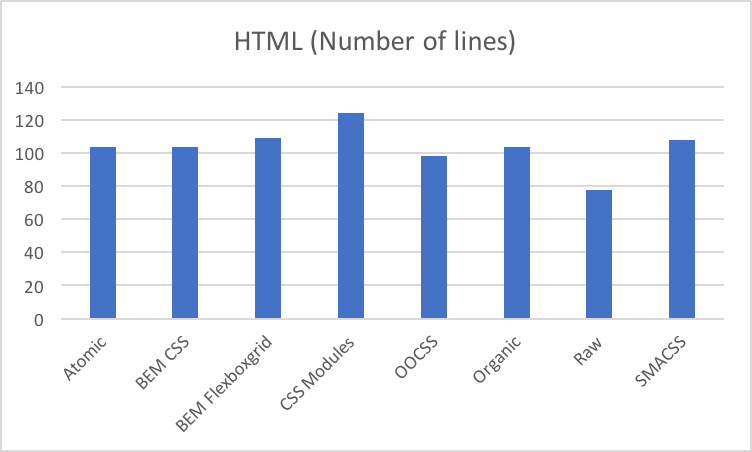 HTML (Number of lines)
140
120
100
80
60
40
20
0
Atomic
BEM CSS
BEM Flexboxgrid
CSS Modules
OOCSS
Organic
Raw
SMACSS